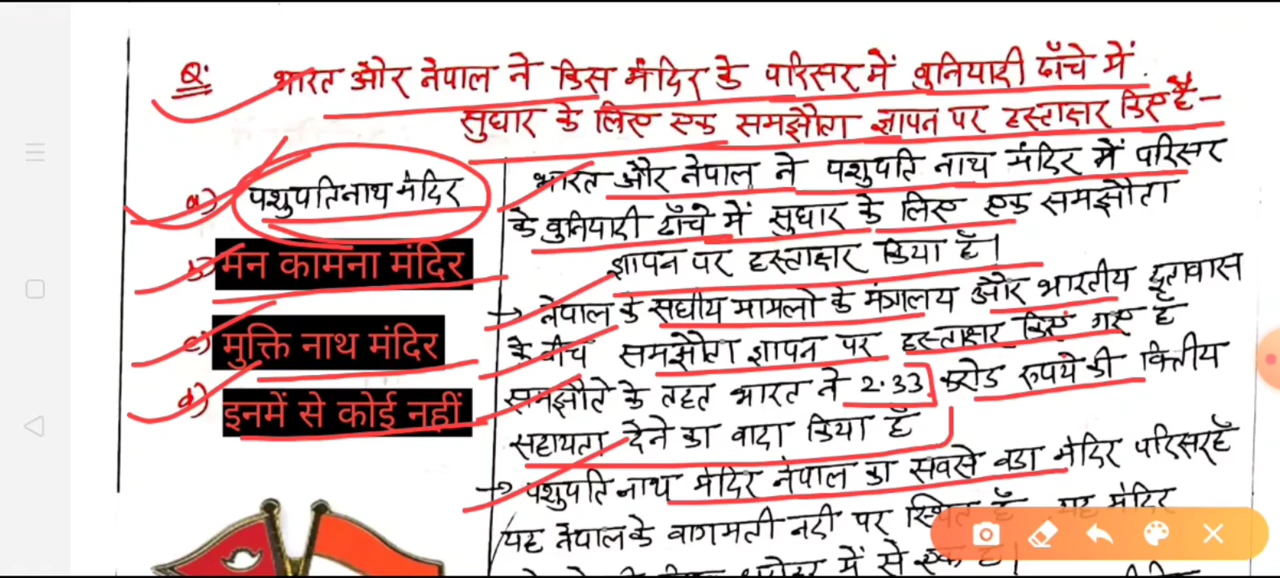 Q. भारत और नेपाल ने किस मंदिर के परिसर में बुनियादी ढाँचे में
सुधार के लिए एक समझौता ज्ञापन पर हस्ताक्षर किए है-
a) पशुपतिनाथ मंदिर
b) मन कामना मंदिर
c) मुक्ति नाथ मंदिर
d) इनमें से कोई नहीं
भारत और नेपाल ने पशुपति नाथ मंदिर में परिसर
के बुनियादी ढाँचे में सुधार के लिए एक समझौता
ज्ञापन पर हस्ताक्षर किया है।
→ नेपाल के सघीय मामलो के मंत्रालय और भारतीय दूतावास
के बीच समझौता ज्ञापन पर हस्ताक्षर किए गए है
समझौते के तहत भारत ने 2.33 करोड रुपये की वित्तीय
सहायता देने का वादा किया है
→ पशुपति नाथ मंदिर नेपाल का सबसे बडा मंदिर परिसर है
यह नेपाल के बागमती नदी पर स्थित है यह मंदिर
में से एक है।